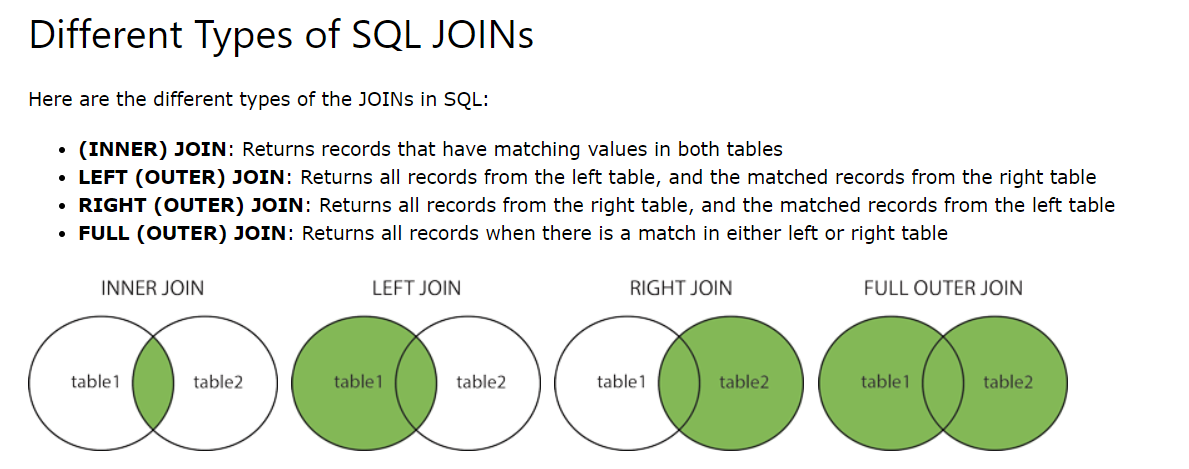 Different Types of SQL JOINs
Here are the different types of the JOINs in SQL:
• (INNER) JOIN: Returns records that have matching values in both tables
• LEFT (OUTER) JOIN: Returns all records from the left table, and the matched records from the right table
• RIGHT (OUTER) JOIN: Returns all records from the right table, and the matched records from the left table
• FULL (OUTER) JOIN: Returns all records when there is a match in either left or right table
INNER JOIN LEFT JOIN RIGHT JOIN FULL OUTER JOIN
table1 table2 table1 table2 table1 table2 table1 table2